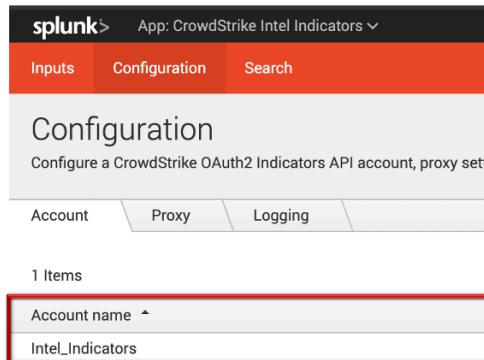 splunk> App: CrowdStrike Intel Indicators
Inputs Configuration Search
Configuration
Configure a CrowdStrike OAuth2 Indicators API account, proxy set
Account Proxy Logging
1 Items
Account name
Intel_Indicators